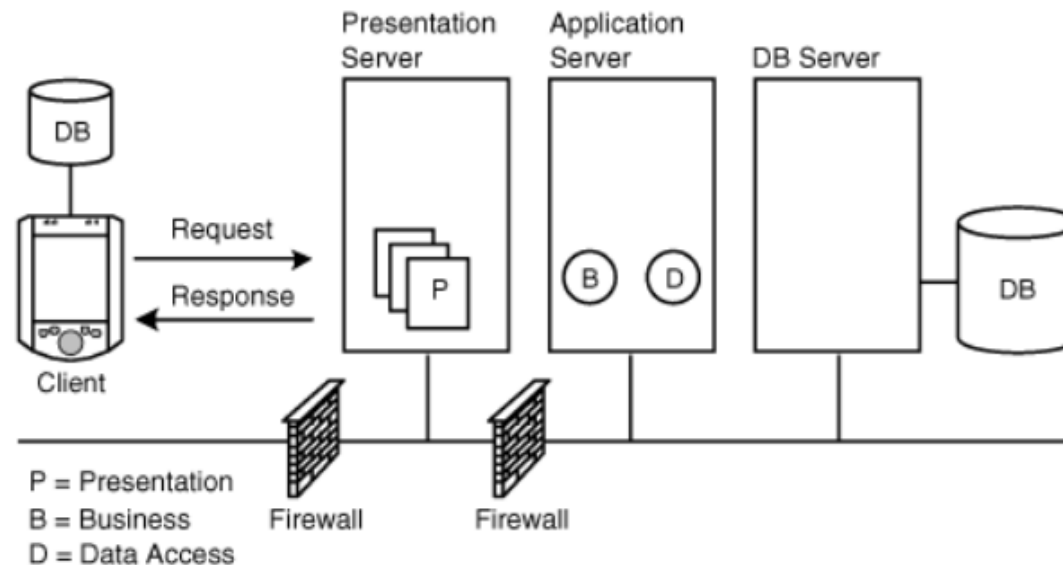 Presentation
Server
Application
Server
DB Server
DB
Request
Response
P
B
D
DB
Client
P = Presentation
B = Business
D = Data Access
Firewall
Firewall